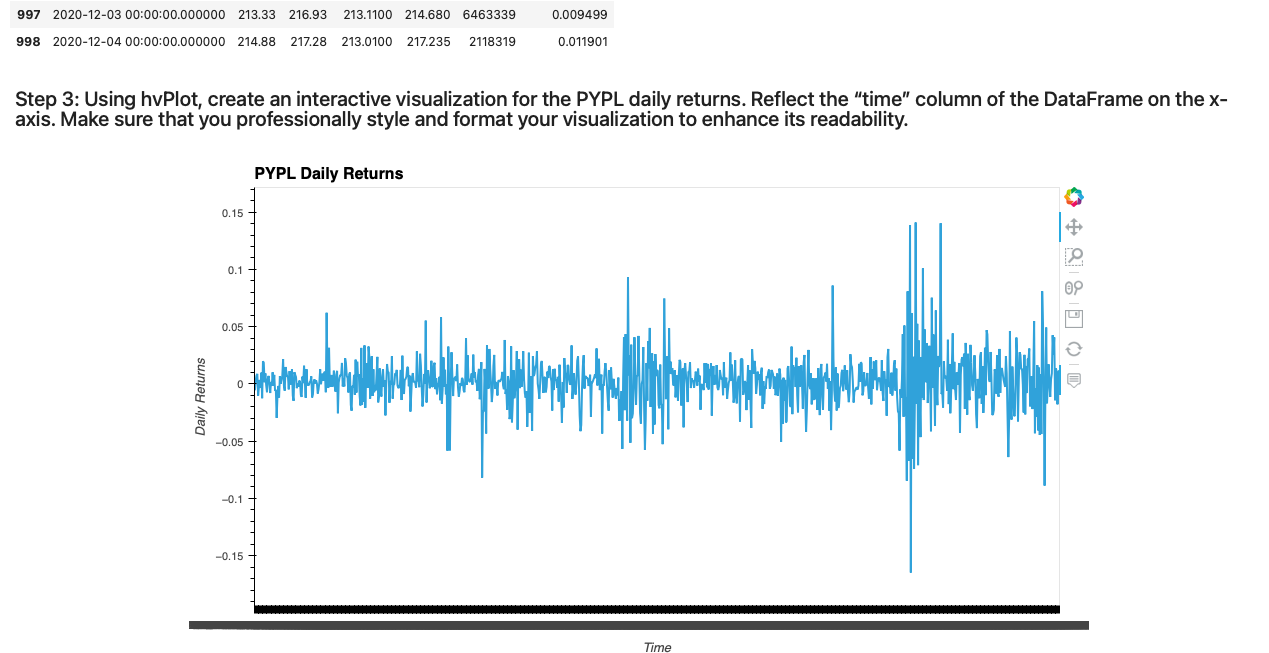 997 2020-12-03 00:00:00.000000 213.33 216.93 213.1100 214.680 6463339 0.009499
998 2020-12-04 00:00:00.000000 214.88 217.28 213.0100 217.235 2118319 0.011901
Step 3: Using hvPlot, create an interactive visualization for the PYPL daily returns. Reflect the “time” column of the DataFrame on the x-
axis. Make sure that you professionally style and format your visualization to enhance its readability.
PYPL Daily Returns
0.15
0.1
0.05
0
−0.05
−0.1
−0.15
Daily Returns
Time